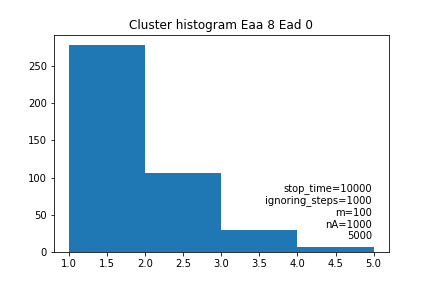 Cluster histogram Eaa 8 Ead 0
250
200
150
100
50
0
stop_time=10000
ignoring_steps=1000
m=100
nA=1000
5000
1.0 1.5 2.0 2.5 3.0 3.5 4.0 4.5 5.0